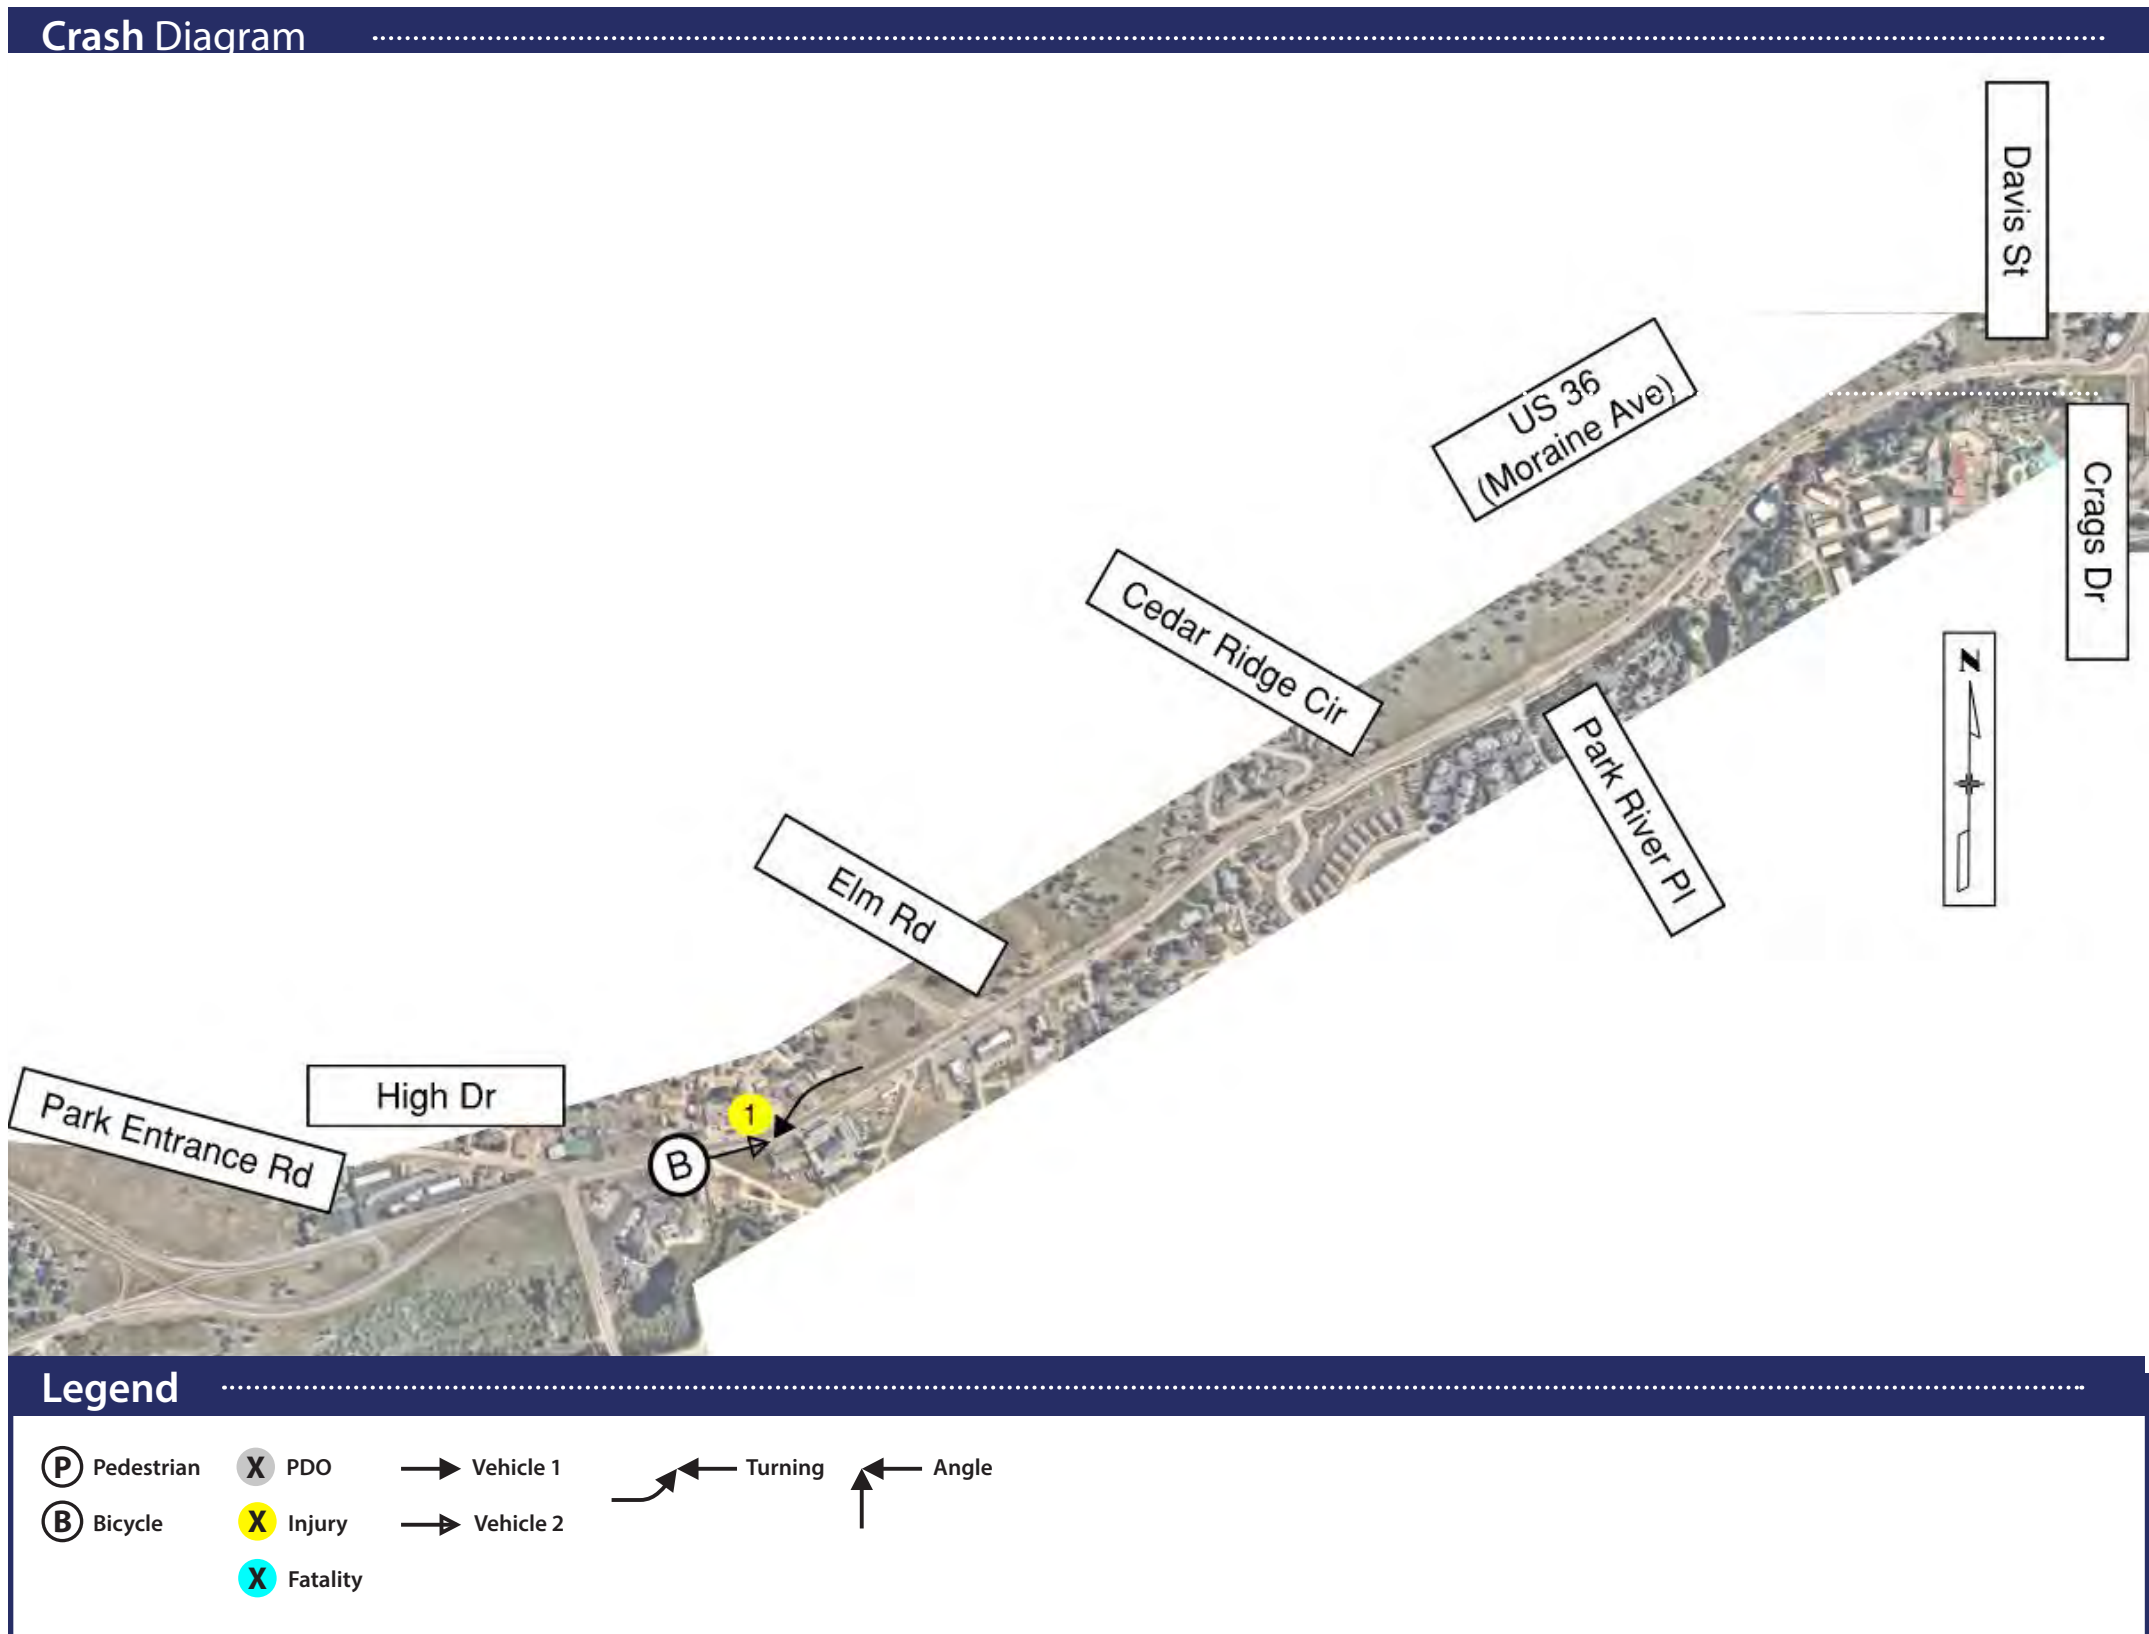 Crash Diagram
Davis St
US 36
(Moraine Ave)
Crags Dr
Cedar Ridge Cir
N
Park River Pl
Elm Rd
High Dr
Park Entrance Rd
1
B
Legend
P Pedestrian
X PDO
Vehicle 1
Turning
Angle
B Bicycle
X Injury
Vehicle 2
X Fatality